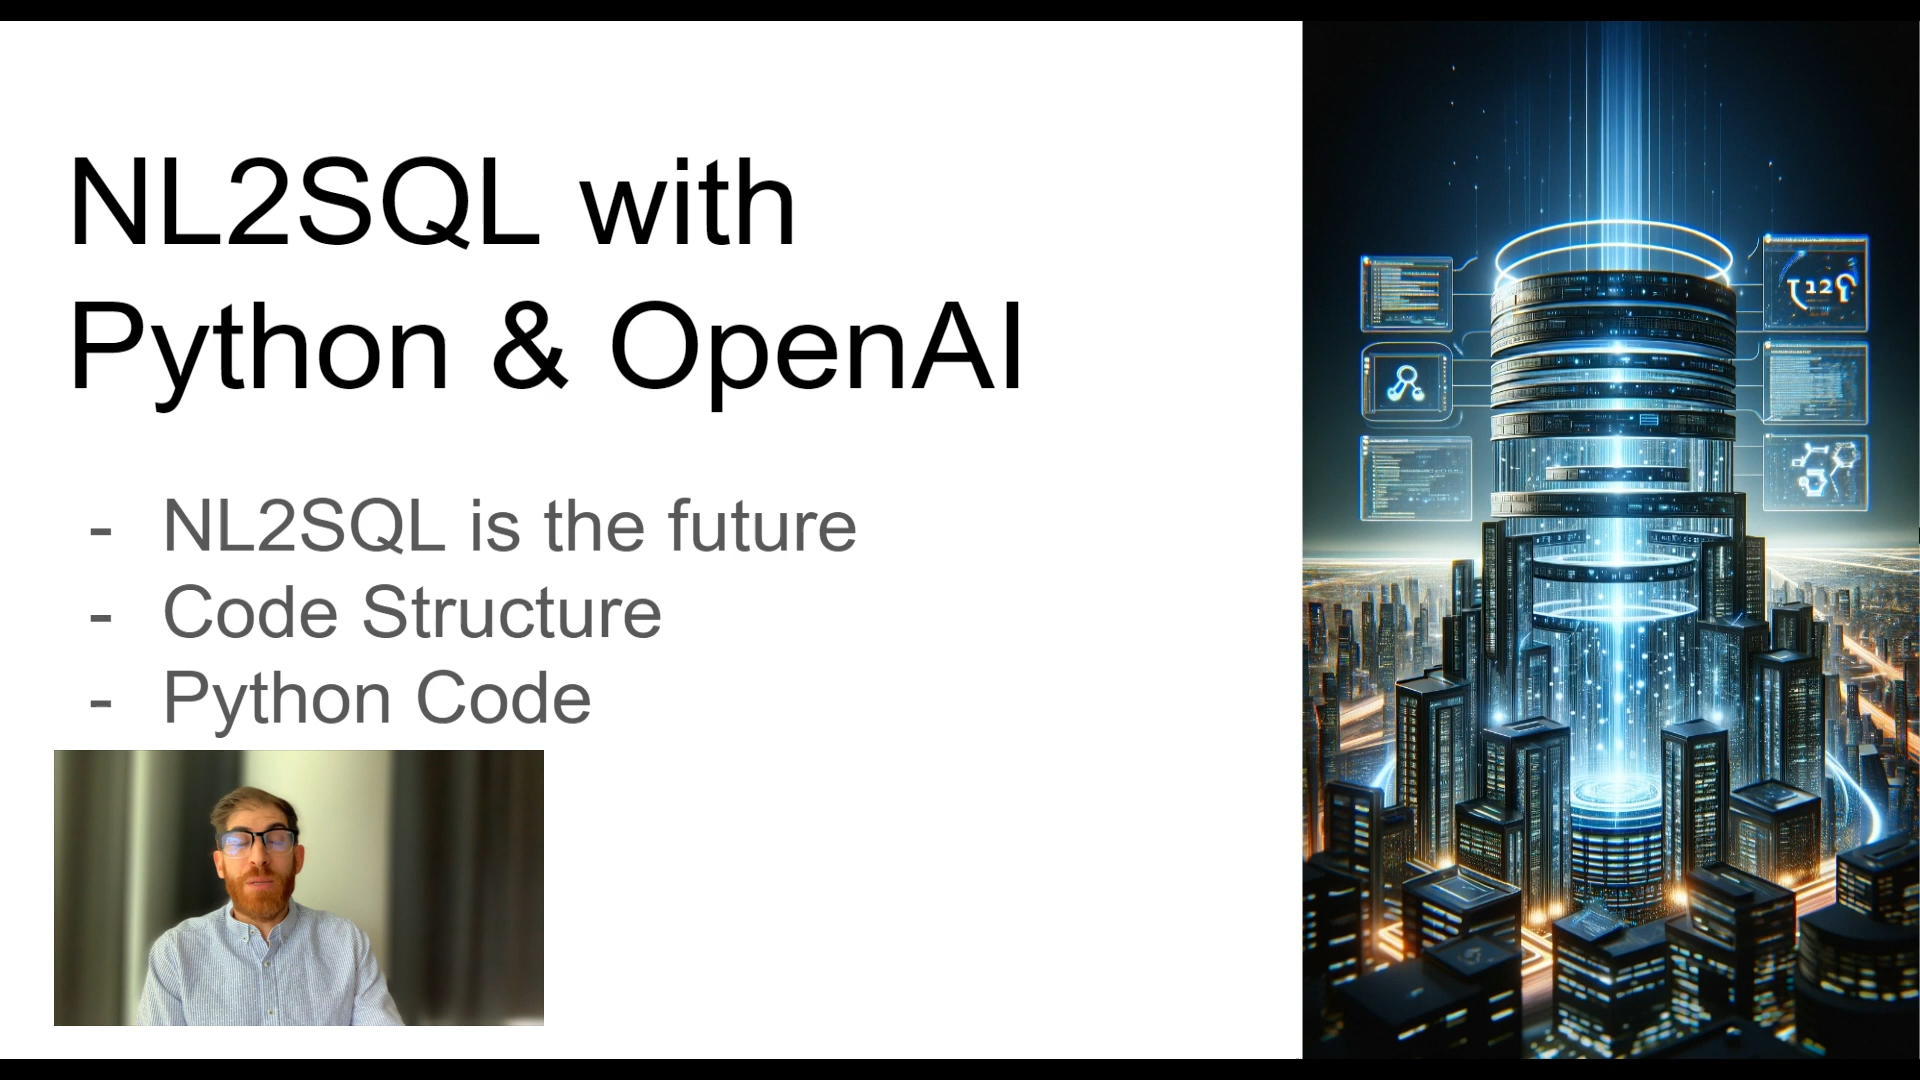 NL2SQL with
Python & OpenAI
- NL2SQL is the future
- Code Structure
- Python Code